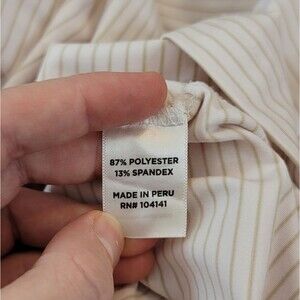 87% POLYESTER
13% SPANDEX
MADE IN PERU
RN# 104141